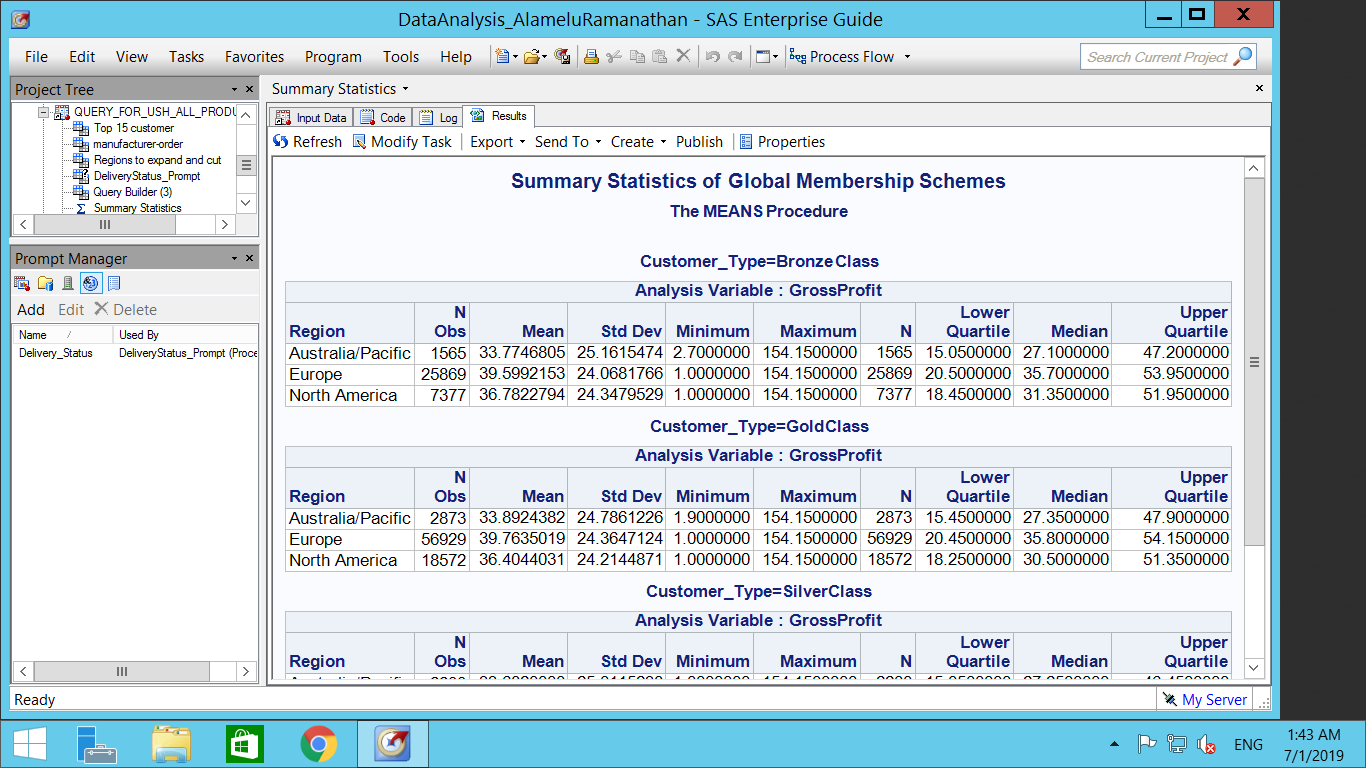 DataAnalysis_AlameluRamanathan - SAS Enterprise Guide
File Edit View Tasks Favorites Program Tools Help Process Flow Search Current Project
Project Tree
QUERY_FOR_USH_ALL_PRODU
Top 15 customer
manufacturer-order
Regions to expand and cut
DeliveryStatus_Prompt
Query Builder (3)
Summary Statistics
Prompt Manager
Add Edit Delete
Name Used By
Delivery_Status DeliveryStatus_Prompt (Proce
Summary Statistics
Input Data Code Log Results
Refresh Modify Task Export Send To Create Publish Properties
Summary Statistics of Global Membership Schemes
The MEANS Procedure
Customer_Type=BronzeClass
Analysis Variable : GrossProfit
Region N Obs Mean Std Dev Minimum Maximum N Lower Quartile Median Upper Quartile
Australia/Pacific 1565 33.7746805 25.1615474 2.7000000 154.1500000 1565 15.0500000 27.1000000 47.2000000
Europe 25869 39.5992153 24.0681766 1.0000000 154.1500000 25869 20.5000000 35.7000000 53.9500000
North America 7377 36.7822794 24.3479529 1.0000000 154.1500000 7377 18.4500000 31.3500000 51.9500000
Customer_Type=GoldClass
Analysis Variable : GrossProfit
Region N Obs Mean Std Dev Minimum Maximum N Lower Quartile Median Upper Quartile
Australia/Pacific 2873 33.8924382 24.7861226 1.9000000 154.1500000 2873 15.4500000 27.3500000 47.9000000
Europe 56929 39.7635019 24.3647124 1.0000000 154.1500000 56929 20.4500000 35.8000000 54.1500000
North America 18572 36.4044031 24.2144871 1.0000000 154.1500000 18572 18.2500000 30.5000000 51.3500000
Customer_Type=SilverClass
Analysis Variable : GrossProfit
Region N Obs Mean Std Dev Minimum Maximum N Lower Quartile Median Upper Quartile
Ready
My Server
ENG
1:43 AM
7/1/2019